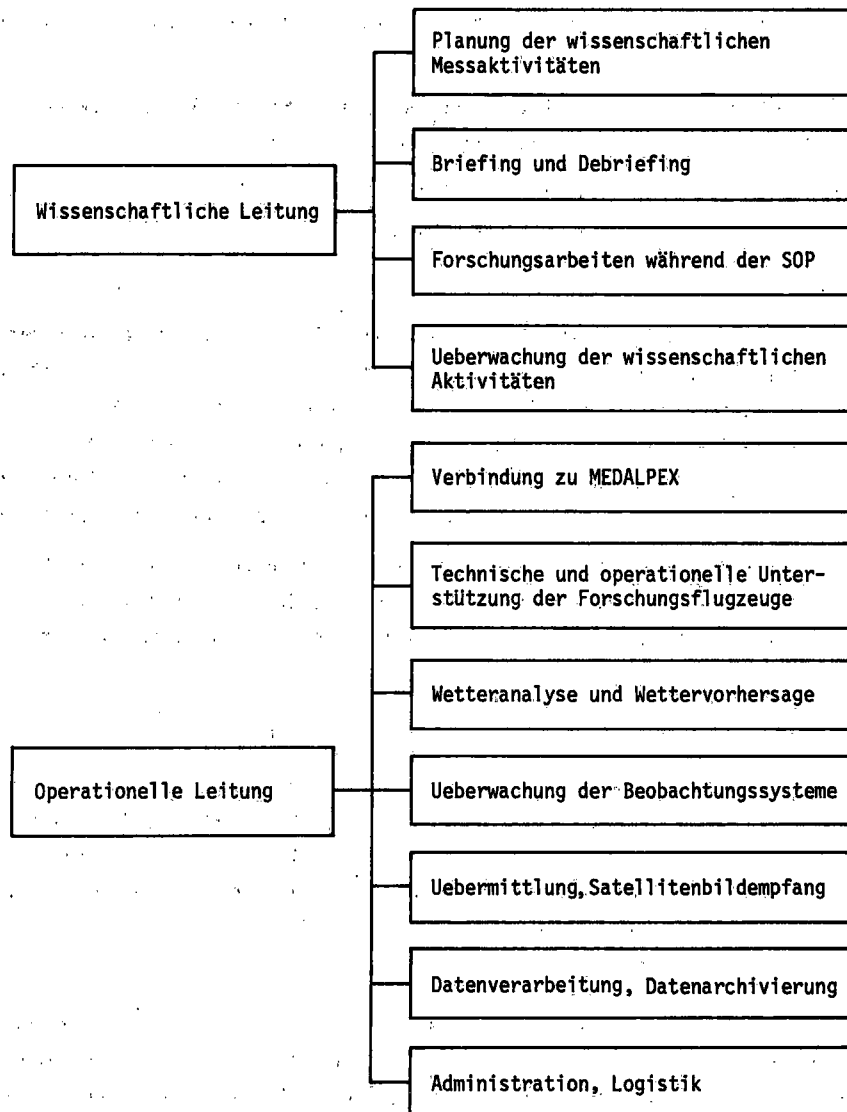 Planung der wissenschaftlichen
Messaktivitäten
Briefing und Debriefing
Wissenschaftliche Leitung
Forschungsarbeiten während der SOP
Ueberwachung der wissenschaftlichen
Aktivitäten
Verbindung zu MEDALPEX
Technische und operationelle Unter-
stützung der Forschungsflugzeuge
Wetteranalyse und Wettervorhersage
Operationelle Leitung
Ueberwachung der Beobachtungssysteme
Uebermittlung, Satellitenbildempfang
Datenverarbeitung, Datenarchivierung
Administration, Logistik